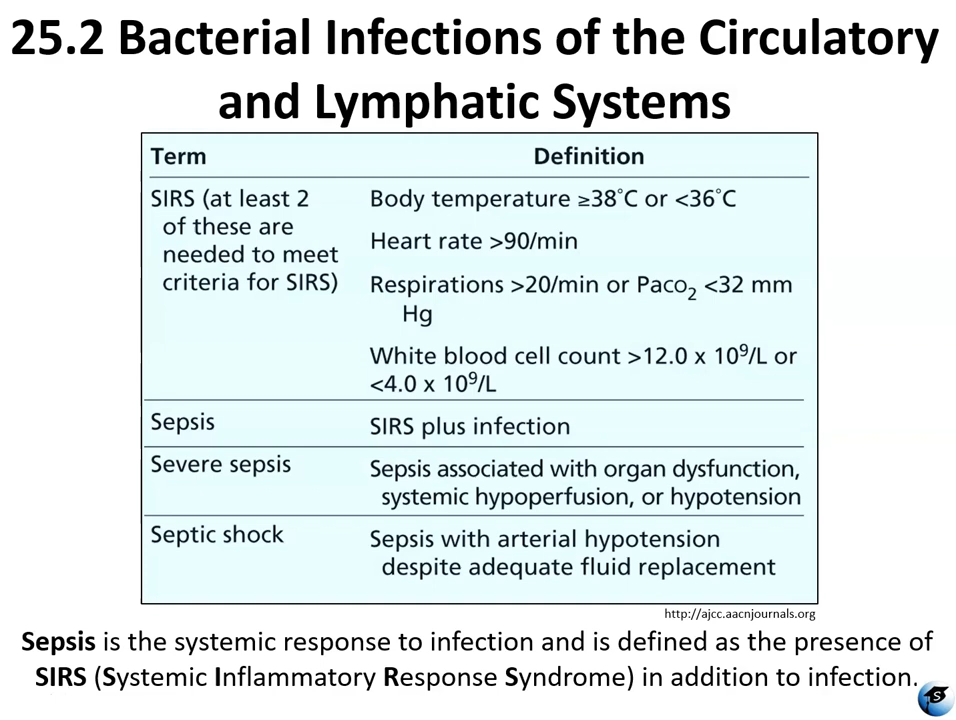 25.2 Bacterial Infections of the Circulatory
and Lymphatic Systems
Term Definition
SIRS (at least 2
of these are
needed to meet
criteria for SIRS)
Body temperature ≥38°C or <36°C
Heart rate >90/min
Respirations >20/min or PaCO₂ <32 mm
Hg
White blood cell count >12.0 x 10⁹/L or
<4.0 x 10⁹/L
Sepsis SIRS plus infection
Severe sepsis Sepsis associated with organ dysfunction,
systemic hypoperfusion, or hypotension
Septic shock Sepsis with arterial hypotension
despite adequate fluid replacement
http://ajcc.aacnjournals.org
Sepsis is the systemic response to infection and is defined as the presence of
SIRS (Systemic Inflammatory Response Syndrome) in addition to infection.
S